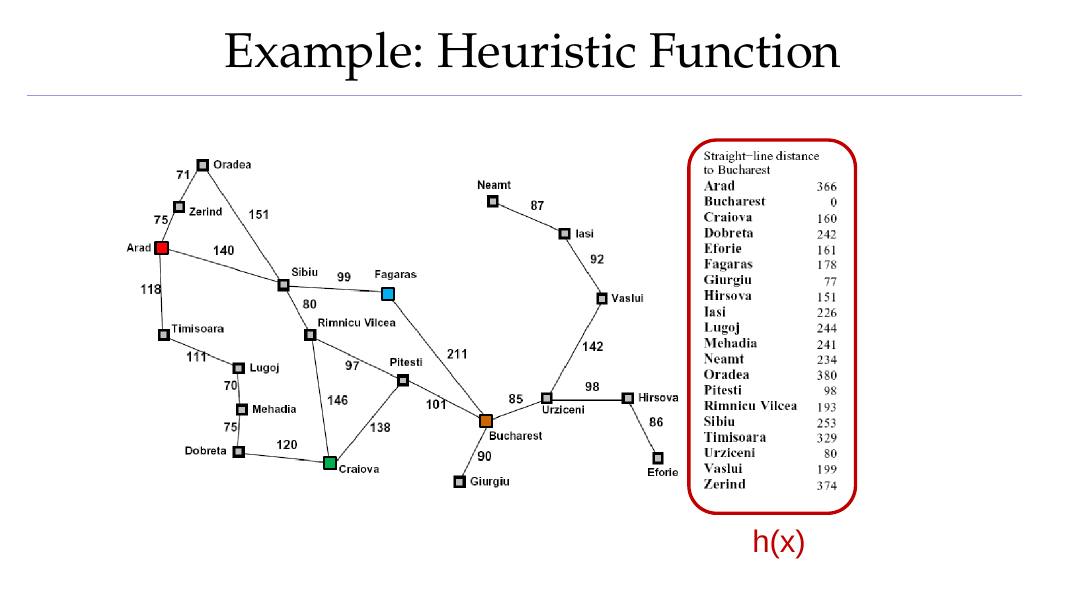 Example: Heuristic Function
Oradea
71
Neamt
87
Zerind
151
75
Iasi
Arad
140
92
Sibiu
99
Fagaras
118
80
Vaslui
Rimnicu Vilcea
Timisoara
142
211
111
Lugoj
97
Pitesti
70
98
Hirsova
146
85
101
Mehadia
Urziceni
75
138
86
Bucharest
120
Dobreta
90
Craiova
Eforie
Giurgiu
Straight−line distance
to Bucharest
Arad 366
Bucharest 0
Craiova 160
Dobreta 242
Eforie 161
Fagaras 178
Giurgiu 77
Hirsova 151
Iasi 226
Lugoj 244
Mehadia 241
Neamt 234
Oradea 380
Pitesti 98
Rimnicu Vilcea 193
Sibiu 253
Timisoara 329
Urziceni 80
Vaslui 199
Zerind 374
h(x)